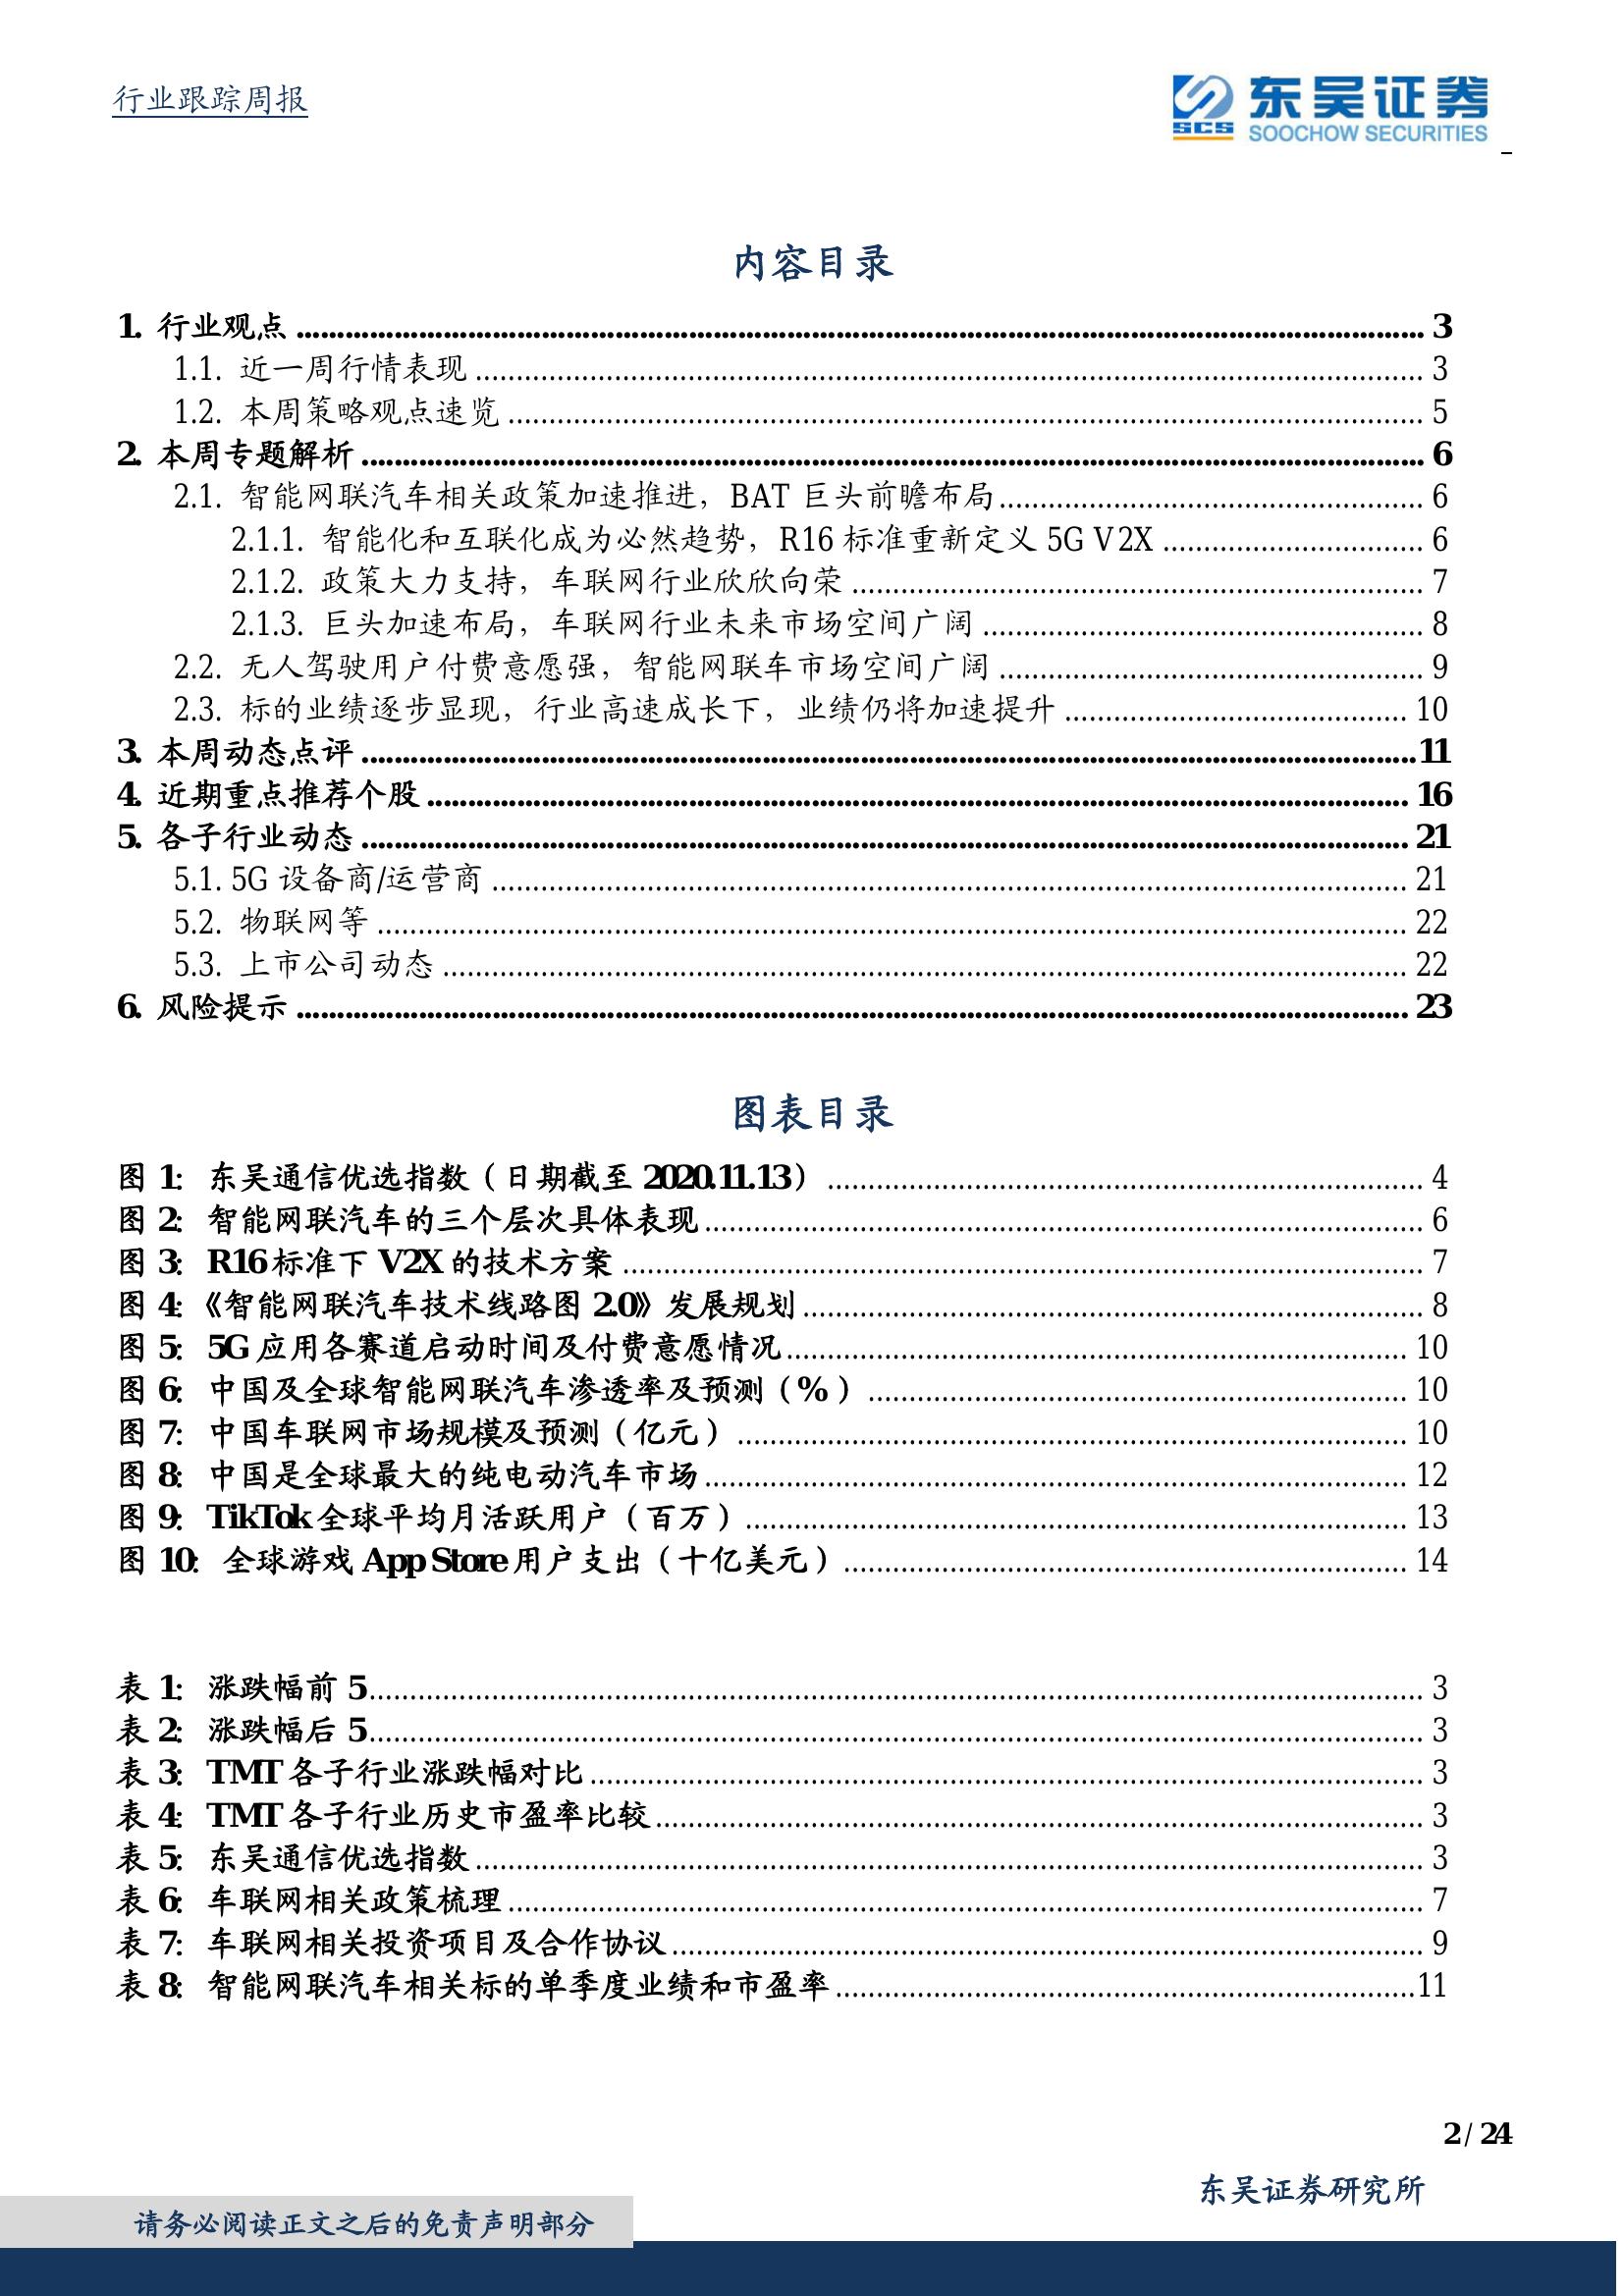 行业跟踪周报
东吴证券
SCS
SOOCHOW SECURITIES
内容目录
1. 行业观点 ........ 3
1.1. 近一周行情表现 ........ 3
1.2. 本周策略观点速览 ........ 5
2. 本周专题解析 ........ 6
2.1. 智能网联汽车相关政策加速推进，BAT 巨头前瞻布局 ........ 6
2.1.1. 智能化和互联化成为必然趋势，R16 标准重新定义 5G V2X ........ 6
2.1.2. 政策大力支持，车联网行业欣欣向荣 ........ 7
2.1.3. 巨头加速布局，车联网行业未来市场空间广阔 ........ 8
2.2. 无人驾驶用户付费意愿强，智能网联车市场空间广阔 ........ 9
2.3. 标的业绩逐步显现，行业高速成长下，业绩仍将加速提升 ........ 10
3. 本周动态点评 ........ 11
4. 近期重点推荐个股 ........ 16
5. 各子行业动态 ........ 21
5.1. 5G 设备商/运营商 ........ 21
5.2. 物联网等 ........ 22
5.3. 上市公司动态 ........ 22
6. 风险提示 ........ 23
图表目录
图 1： 东吴通信优选指数（日期截至 2020.11.13） ........ 4
图 2： 智能网联汽车的三个层次具体表现 ........ 6
图 3： R16 标准下 V2X 的技术方案 ........ 7
图 4：《智能网联汽车技术线路图 2.0》发展规划 ........ 8
图 5： 5G 应用各赛道启动时间及付费意愿情况 ........ 10
图 6： 中国及全球智能网联汽车渗透率及预测（%） ........ 10
图 7： 中国车联网市场规模及预测（亿元） ........ 10
图 8： 中国是全球最大的纯电动汽车市场 ........ 12
图 9： TikTok 全球平均月活跃用户（百万） ........ 13
图 10： 全球游戏 App Store 用户支出（十亿美元） ........ 14
表 1： 涨跌幅前 5 ........ 3
表 2： 涨跌幅后 5 ........ 3
表 3： TMT 各子行业涨跌幅对比 ........ 3
表 4： TMT 各子行业历史市盈率比较 ........ 3
表 5： 东吴通信优选指数 ........ 3
表 6： 车联网相关政策梳理 ........ 7
表 7： 车联网相关投资项目及合作协议 ........ 9
表 8： 智能网联汽车相关标的单季度业绩和市盈率 ........ 11
2 / 24
东吴证券研究所
请务必阅读正文之后的免责声明部分